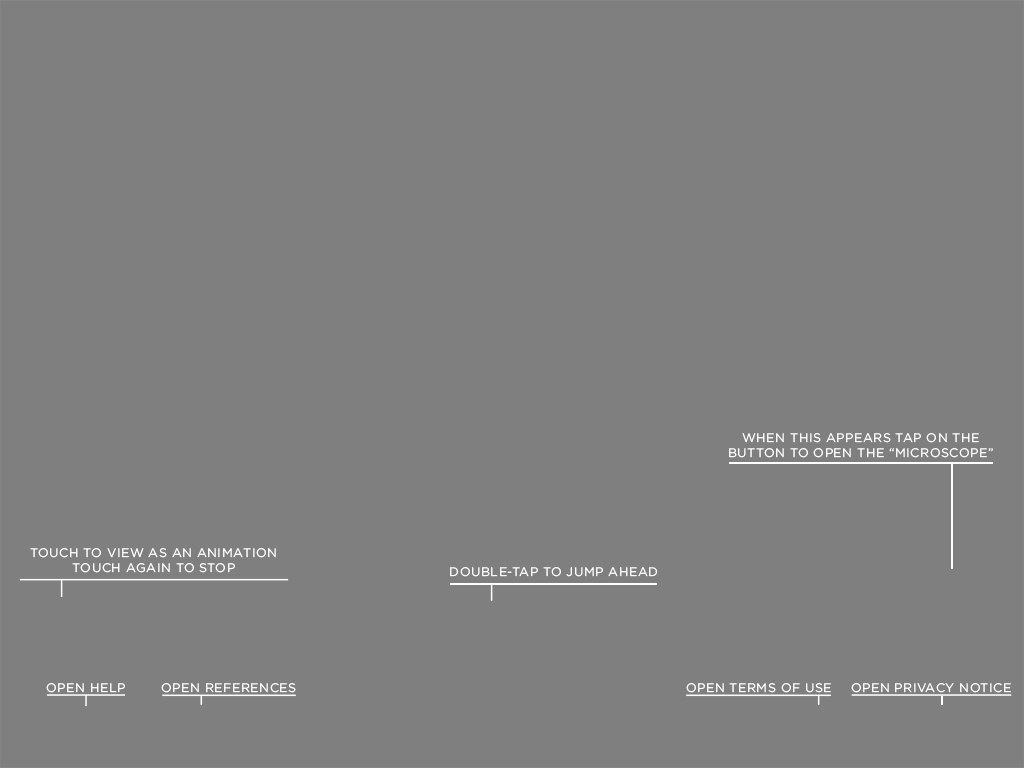 WHEN THIS APPEARS TAP ON THE
BUTTON TO OPEN THE “MICROSCOPE”
TOUCH TO VIEW AS AN ANIMATION
TOUCH AGAIN TO STOP
DOUBLE-TAP TO JUMP AHEAD
OPEN HELP
OPEN REFERENCES
OPEN TERMS OF USE
OPEN PRIVACY NOTICE